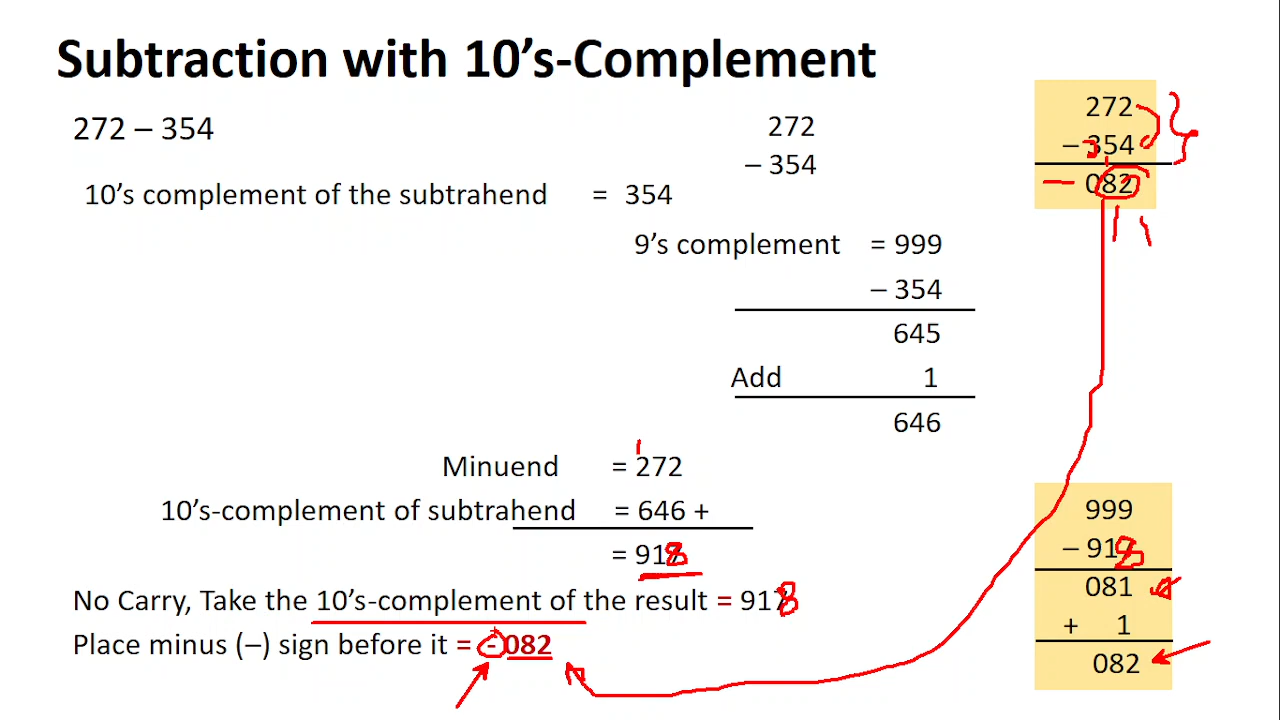 Subtraction with 10's-Complement
272 – 354
10's complement of the subtrahend = 354
272
– 354
9's complement = 999
– 354
645
Add 1
646
Minuend = 272
10's-complement of subtrahend = 646 +
= 918
No Carry, Take the 10's-complement of the result = 918
Place minus (–) sign before it = -082
272
– 354
– 082
999
– 918
081
+ 1
082